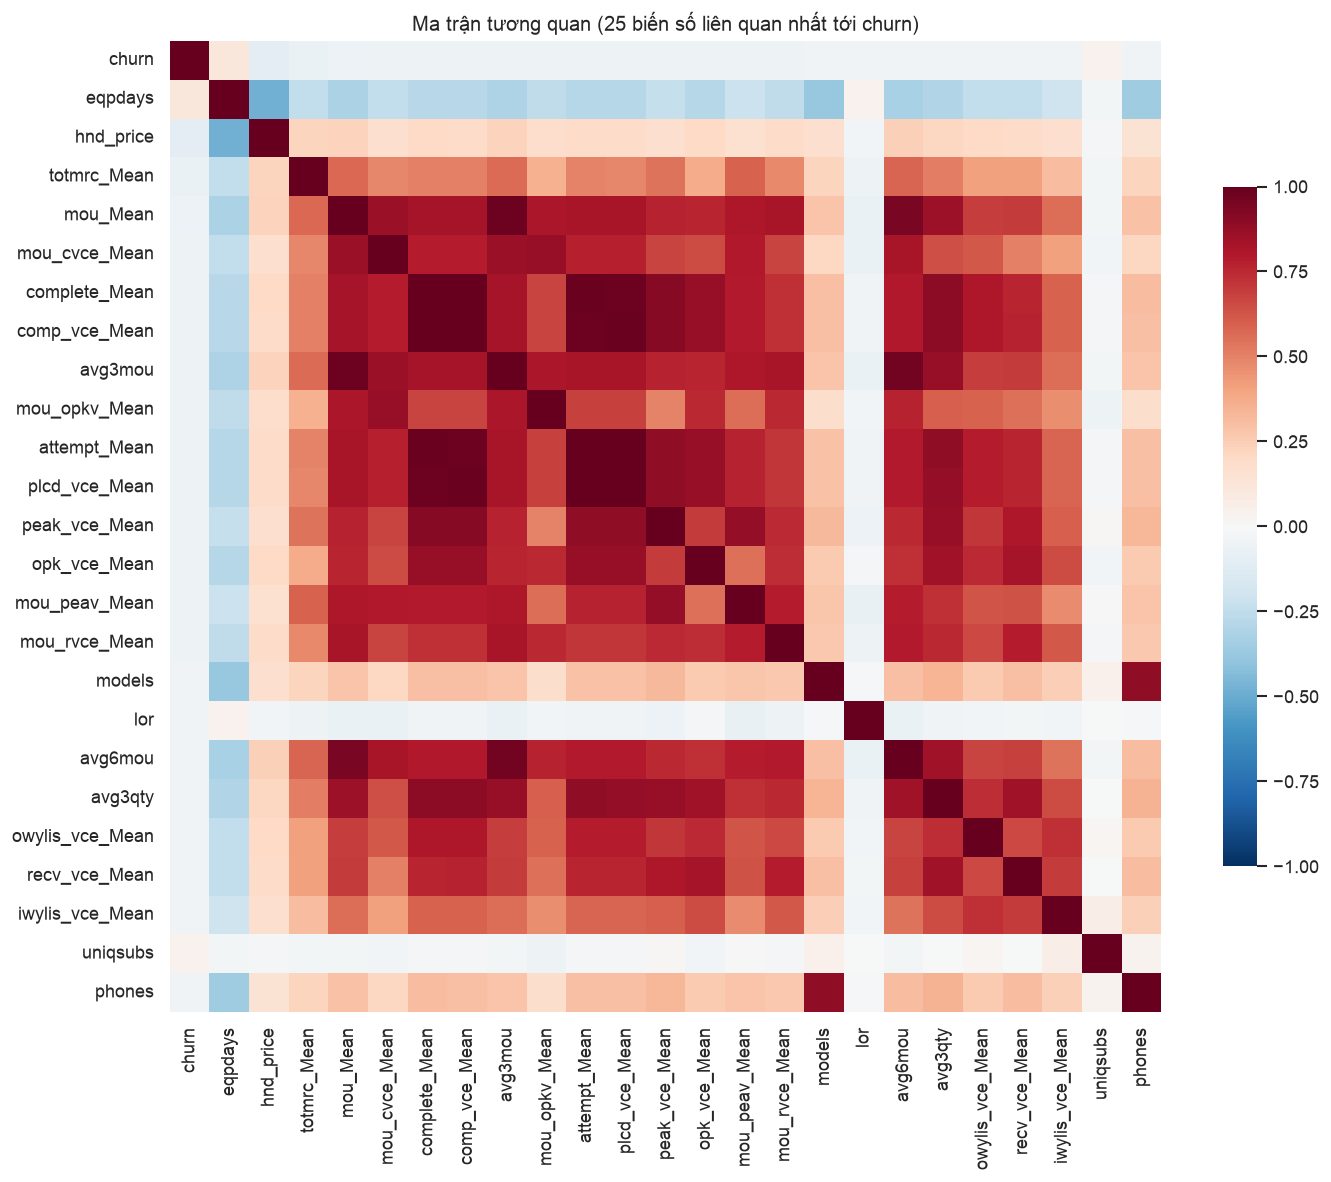 Ma trận tương quan (25 biến số liên quan nhất tới churn)
churn
eqpdays
hnd_price
totmrc_Mean
mou_Mean
mou_cvce_Mean
complete_Mean
comp_vce_Mean
avg3mou
mou_opkv_Mean
attempt_Mean
plcd_vce_Mean
peak_vce_Mean
opk_vce_Mean
mou_peav_Mean
mou_rvce_Mean
models
lor
avg6mou
avg3qty
owylis_vce_Mean
recv_vce_Mean
iwylis_vce_Mean
uniqsubs
phones
churn
eqpdays
hnd_price
totmrc_Mean
mou_Mean
mou_cvce_Mean
complete_Mean
comp_vce_Mean
avg3mou
mou_opkv_Mean
attempt_Mean
plcd_vce_Mean
peak_vce_Mean
opk_vce_Mean
mou_peav_Mean
mou_rvce_Mean
models
lor
avg6mou
avg3qty
owylis_vce_Mean
recv_vce_Mean
iwylis_vce_Mean
uniqsubs
phones
1.00
0.75
0.50
0.25
0.00
−0.25
−0.50
−0.75
−1.00